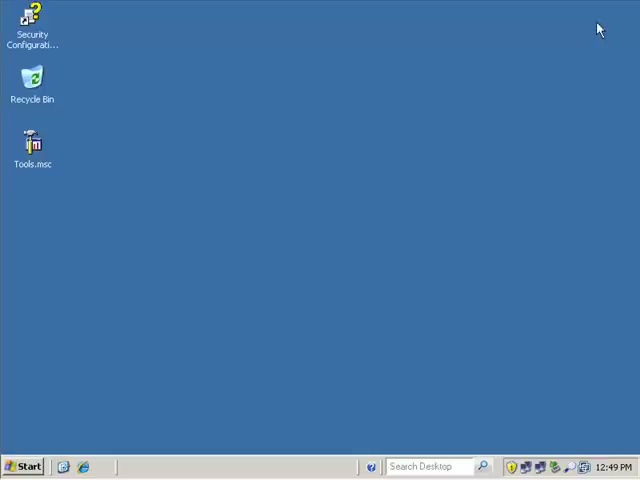 Security
Configurati...
Recycle Bin
Tools.msc
Start
Search Desktop
12:49 PM